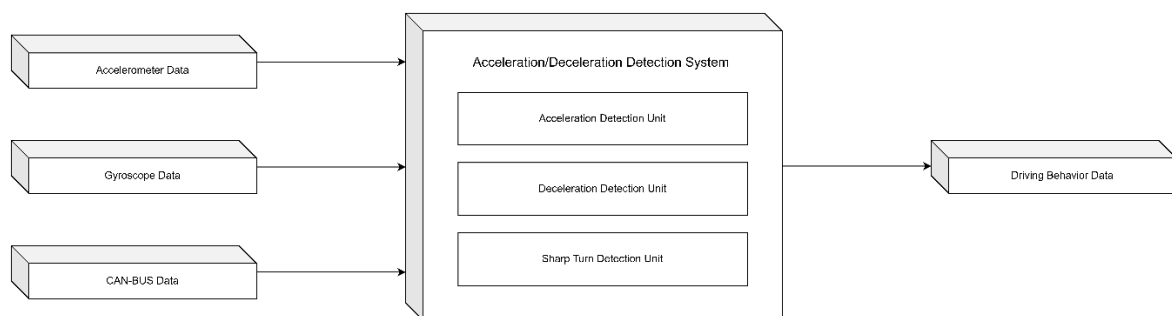 Accelerometer Data
Gyroscope Data
CAN-BUS Data
Acceleration/Deceleration Detection System
Acceleration Detection Unit
Deceleration Detection Unit
Sharp Turn Detection Unit
Driving Behavior Data